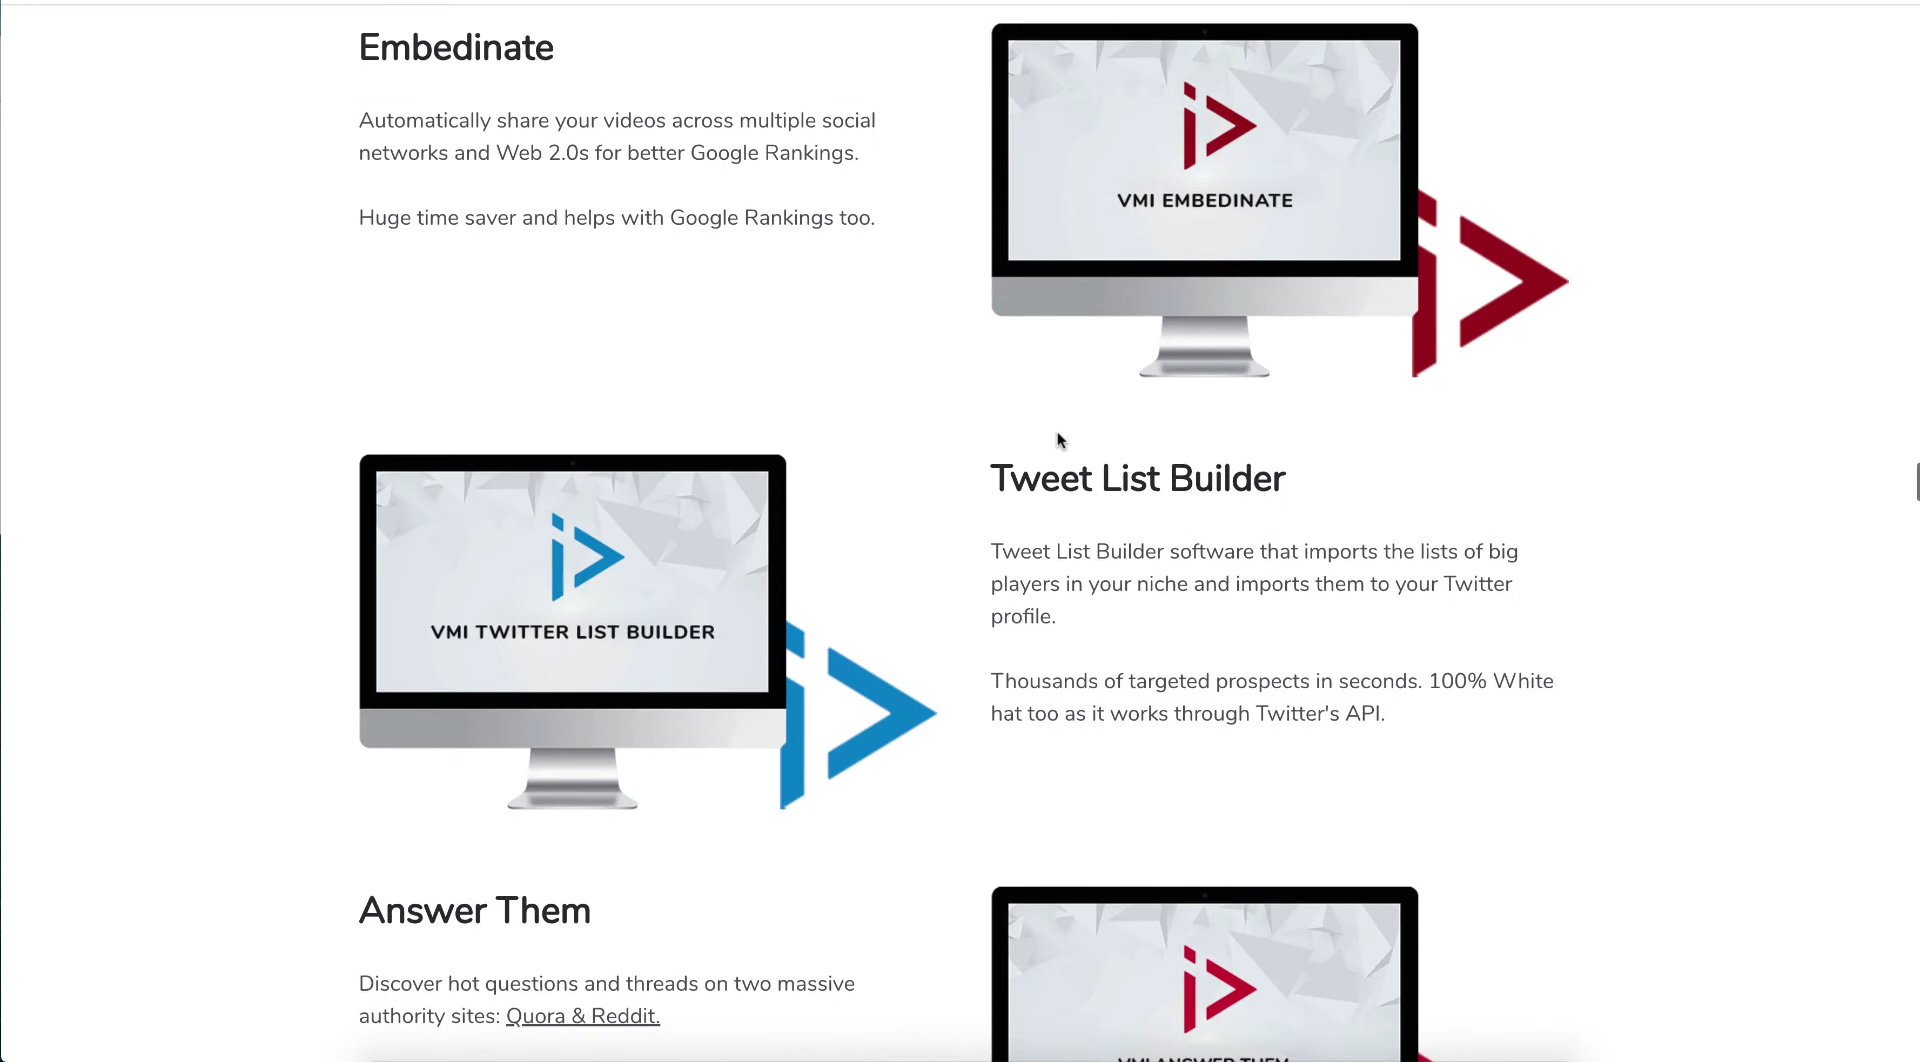 Embedinate
Automatically share your videos across multiple social
networks and Web 2.0s for better Google Rankings.
Huge time saver and helps with Google Rankings too.
VMI EMBEDINATE
VMI TWITTER LIST BUILDER
Tweet List Builder
Tweet List Builder software that imports the lists of big
players in your niche and imports them to your Twitter
profile.
Thousands of targeted prospects in seconds. 100% White
hat too as it works through Twitter's API.
Answer Them
Discover hot questions and threads on two massive
authority sites: Quora & Reddit.
VMI ANSWER THEM